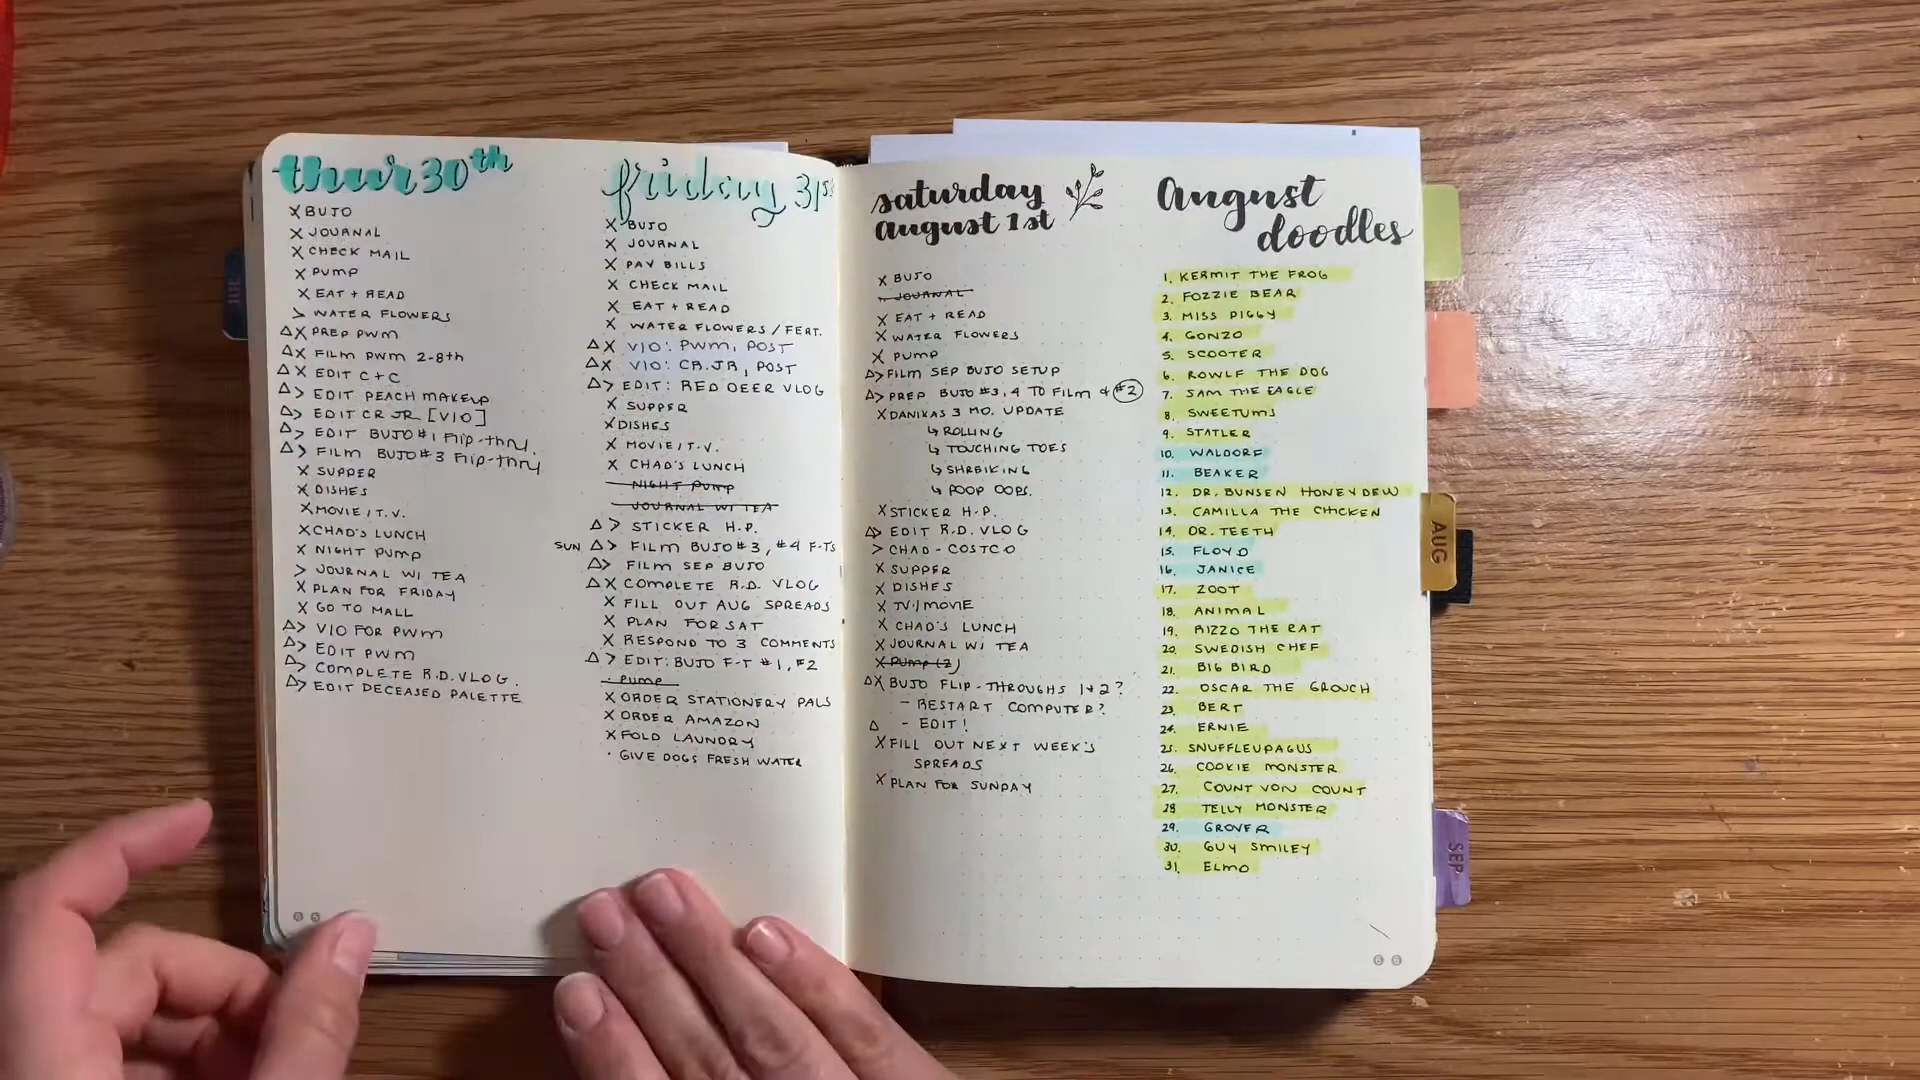 thur 30th
X BUJO
X JOURNAL
X CHECK MAIL
X PUMP
X EAT + READ
> WATER FLOWERS
△X PREP PWM
△X FILM PWM 2-8th
△X EDIT C+C
△> EDIT PEACH MAKEUP
△> EDIT CR JR [V/O]
△> EDIT BUJO #1 Flip-thru.
△> FILM BUJO #3 Flip-thru
X SUPPER
X DISHES
X MOVIE/T.V.
X CHAD'S LUNCH
X NIGHT PUMP
> JOURNAL W/ TEA
X PLAN FOR FRIDAY
X GO TO MALL
△> V/O FOR PWM
△> EDIT PWM
△> COMPLETE R.D. VLOG.
△> EDIT DECEASED PALETTE
65
friday 31st
X BUJO
X JOURNAL
X PAY BILLS
X CHECK MAIL
X EAT + READ
X WATER FLOWERS / FERT.
△X V/O: PWM, POST
△X V/O: CR.JR, POST
△> EDIT: RED DEER VLOG
X SUPPER
X DISHES
X MOVIE/T.V.
X CHAD'S LUNCH
NIGHT PUMP
JOURNAL W/ TEA
△> STICKER H.P.
SUN △> FILM BUJO #3, #4 F-Ts
△> FILM SEP BUJO
△X COMPLETE R.D. VLOG
X FILL OUT AUG SPREADS
X PLAN FOR SAT
X RESPOND TO 3 COMMENTS
△> EDIT: BUJO F-T #1, #2
· PUMP
X ORDER STATIONERY PALS
X ORDER AMAZON
X FOLD LAUNDRY
· GIVE DOGS FRESH WATER
saturday
august 1st
X BUJO
JOURNAL
X EAT + READ
X WATER FLOWERS
X PUMP
△> FILM SEP BUJO SETUP
△> PREP BUJO #3, 4 TO FILM & #2
X DANIKAS 3 MO. UPDATE
↳ ROLLING
↳ TOUCHING TOES
↳ SHREIKING
↳ POOP OOPS.
X STICKER H.P.
△> EDIT R.D. VLOG
> CHAD - COSTCO
X SUPPER
X DISHES
X TV/MOVIE
X CHAD'S LUNCH
X JOURNAL W/ TEA
X PUMP (2)
△X BUJO FLIP-THROUGHS 1+2?
- RESTART COMPUTER?
△ - EDIT!
X FILL OUT NEXT WEEK'S
SPREADS
X PLAN FOR SUNDAY
August
doodles
1. KERMIT THE FROG
2. FOZZIE BEAR
3. MISS PIGGY
4. GONZO
5. SCOOTER
6. ROWLF THE DOG
7. SAM THE EAGLE
8. SWEETUMS
9. STATLER
10. WALDORF
11. BEAKER
12. DR. BUNSEN HONEYDEW
13. CAMILLA THE CHICKEN
14. DR. TEETH
15. FLOYD
16. JANICE
17. ZOOT
18. ANIMAL
19. RIZZO THE RAT
20. SWEDISH CHEF
21. BIG BIRD
22. OSCAR THE GROUCH
23. BERT
24. ERNIE
25. SNUFFLEUPAGUS
26. COOKIE MONSTER
27. COUNT VON COUNT
28 TELLY MONSTER
29. GROVER
30. GUY SMILEY
31. ELMO
66
JUL
AUG
SEP